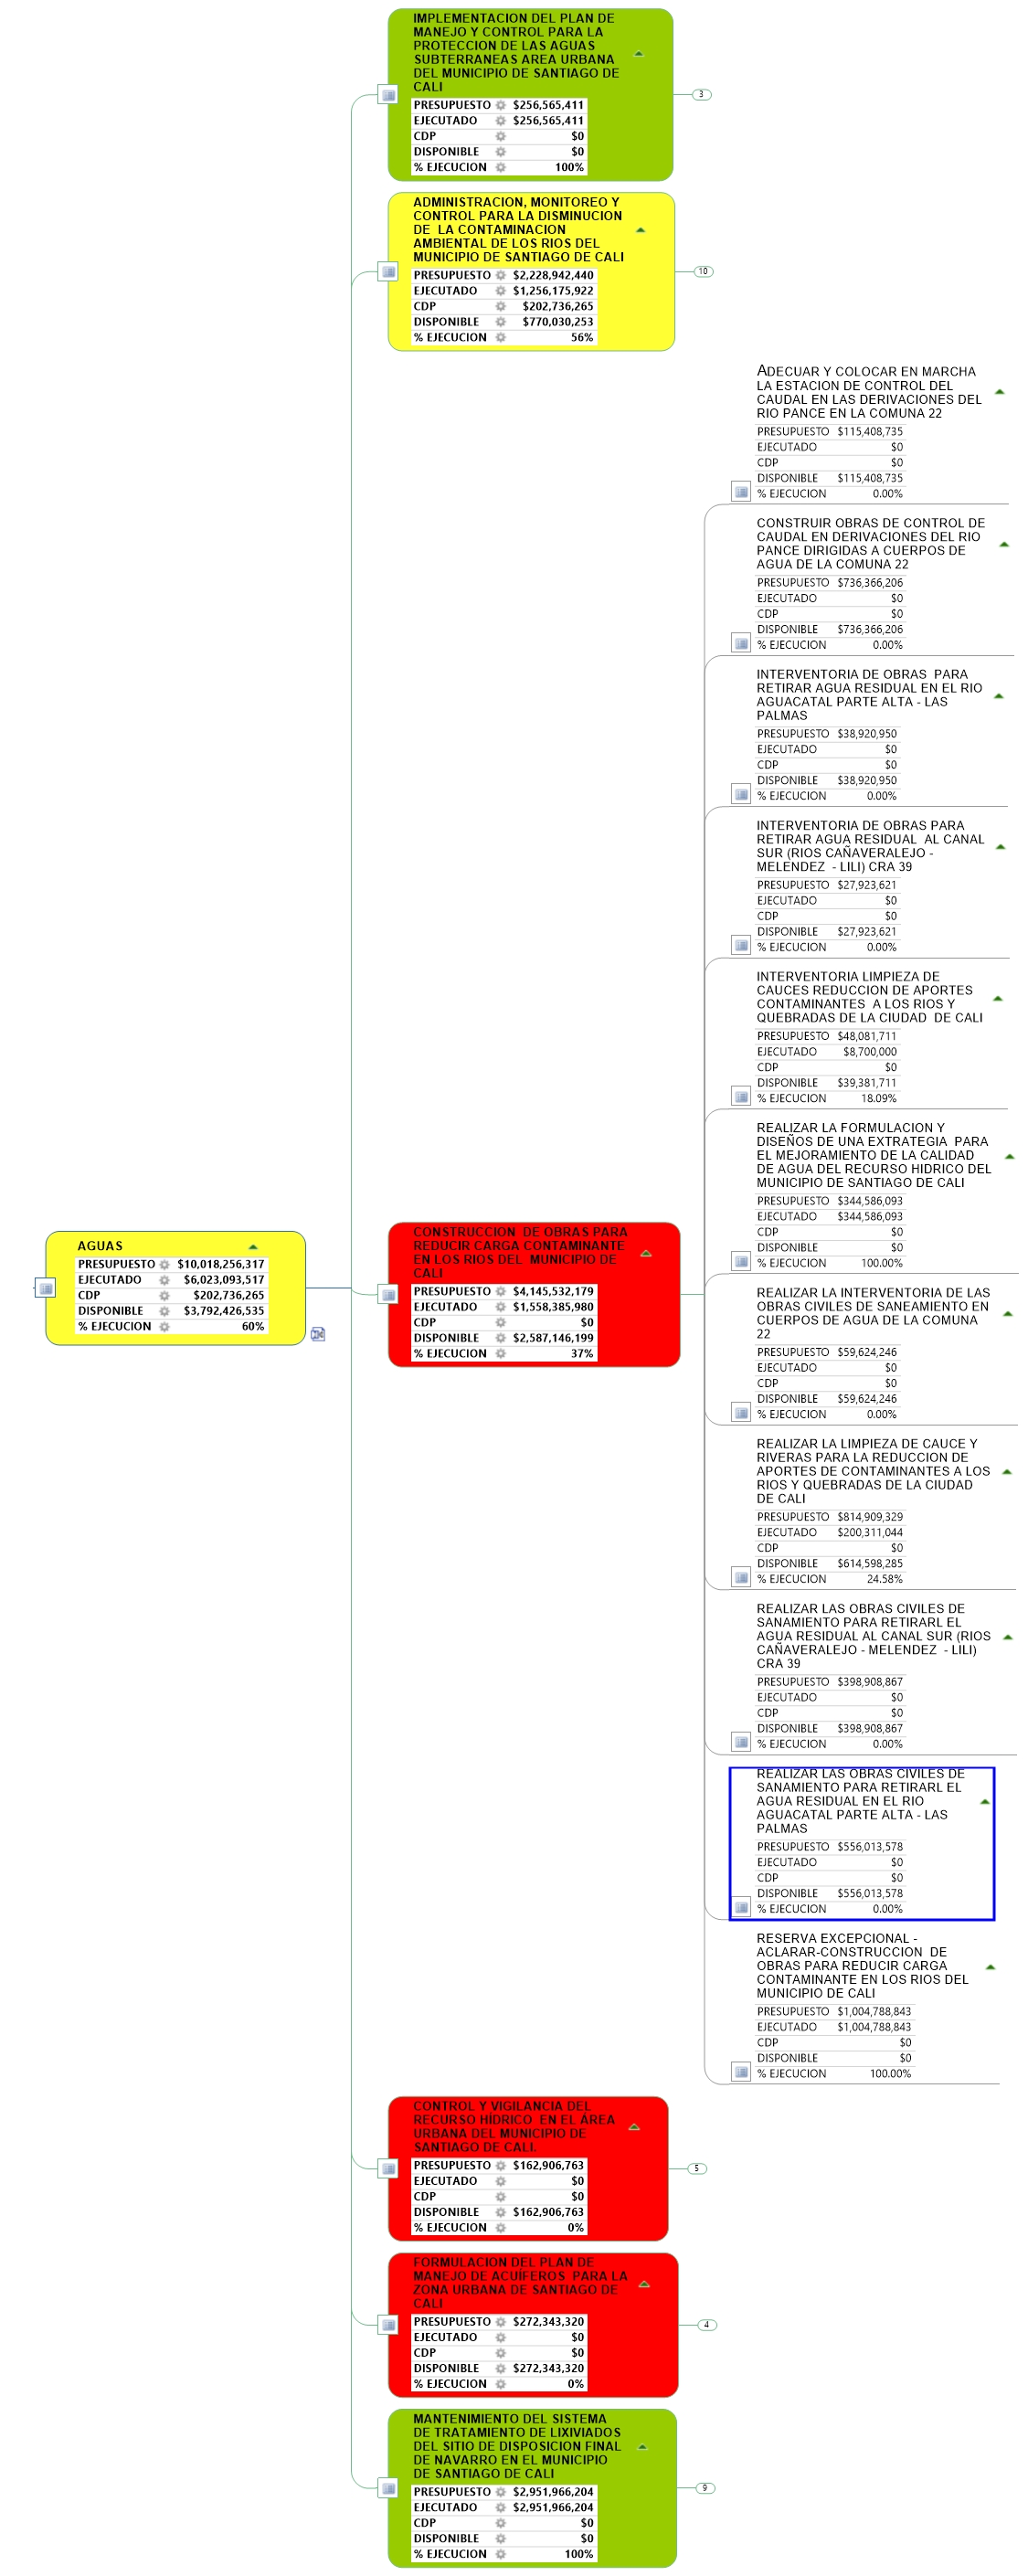 IMPLEMENTACION DEL PLAN DE
MANEJO Y CONTROL PARA LA
PROTECCION DE LAS AGUAS
SUBTERRANEAS AREA URBANA
DEL MUNICIPIO DE SANTIAGO DE
CALI
PRESUPUESTO $256,565,411
EJECUTADO $256,565,411
CDP $0
DISPONIBLE $0
% EJECUCION 100%
3
ADMINISTRACION, MONITOREO Y
CONTROL PARA LA DISMINUCION
DE LA CONTAMINACION
AMBIENTAL DE LOS RIOS DEL
MUNICIPIO DE SANTIAGO DE CALI
PRESUPUESTO $2,228,942,440
EJECUTADO $1,256,175,922
CDP $202,736,265
DISPONIBLE $770,030,253
% EJECUCION 56%
10
AGUAS
PRESUPUESTO $10,018,256,317
EJECUTADO $6,023,093,517
CDP $202,736,265
DISPONIBLE $3,792,426,535
% EJECUCION 60%
CONSTRUCCION DE OBRAS PARA
REDUCIR CARGA CONTAMINANTE
EN LOS RIOS DEL MUNICIPIO DE
CALI
PRESUPUESTO $4,145,532,179
EJECUTADO $1,558,385,980
CDP $0
DISPONIBLE $2,587,146,199
% EJECUCION 37%
ADECUAR Y COLOCAR EN MARCHA
LA ESTACION DE CONTROL DEL
CAUDAL EN LAS DERIVACIONES DEL
RIO PANCE EN LA COMUNA 22
PRESUPUESTO $115,408,735
EJECUTADO $0
CDP $0
DISPONIBLE $115,408,735
% EJECUCION 0.00%
CONSTRUIR OBRAS DE CONTROL DE
CAUDAL EN DERIVACIONES DEL RIO
PANCE DIRIGIDAS A CUERPOS DE
AGUA DE LA COMUNA 22
PRESUPUESTO $736,366,206
EJECUTADO $0
CDP $0
DISPONIBLE $736,366,206
% EJECUCION 0.00%
INTERVENTORIA DE OBRAS PARA
RETIRAR AGUA RESIDUAL EN EL RIO
AGUACATAL PARTE ALTA - LAS
PALMAS
PRESUPUESTO $38,920,950
EJECUTADO $0
CDP $0
DISPONIBLE $38,920,950
% EJECUCION 0.00%
INTERVENTORIA DE OBRAS PARA
RETIRAR AGUA RESIDUAL AL CANAL
SUR (RIOS CAÑAVERALEJO -
MELENDEZ - LILI) CRA 39
PRESUPUESTO $27,923,621
EJECUTADO $0
CDP $0
DISPONIBLE $27,923,621
% EJECUCION 0.00%
INTERVENTORIA LIMPIEZA DE
CAUCES REDUCCION DE APORTES
CONTAMINANTES A LOS RIOS Y
QUEBRADAS DE LA CIUDAD DE CALI
PRESUPUESTO $48,081,711
EJECUTADO $8,700,000
CDP $0
DISPONIBLE $39,381,711
% EJECUCION 18.09%
REALIZAR LA FORMULACION Y
DISEÑOS DE UNA EXTRATEGIA PARA
EL MEJORAMIENTO DE LA CALIDAD
DE AGUA DEL RECURSO HIDRICO DEL
MUNICIPIO DE SANTIAGO DE CALI
PRESUPUESTO $344,586,093
EJECUTADO $344,586,093
CDP $0
DISPONIBLE $0
% EJECUCION 100.00%
REALIZAR LA INTERVENTORIA DE LAS
OBRAS CIVILES DE SANEAMIENTO EN
CUERPOS DE AGUA DE LA COMUNA
22
PRESUPUESTO $59,624,246
EJECUTADO $0
CDP $0
DISPONIBLE $59,624,246
% EJECUCION 0.00%
REALIZAR LA LIMPIEZA DE CAUCE Y
RIVERAS PARA LA REDUCCION DE
APORTES DE CONTAMINANTES A LOS
RIOS Y QUEBRADAS DE LA CIUDAD
DE CALI
PRESUPUESTO $814,909,329
EJECUTADO $200,311,044
CDP $0
DISPONIBLE $614,598,285
% EJECUCION 24.58%
REALIZAR LAS OBRAS CIVILES DE
SANAMIENTO PARA RETIRARL EL
AGUA RESIDUAL AL CANAL SUR (RIOS
CAÑAVERALEJO - MELENDEZ - LILI)
CRA 39
PRESUPUESTO $398,908,867
EJECUTADO $0
CDP $0
DISPONIBLE $398,908,867
% EJECUCION 0.00%
REALIZAR LAS OBRAS CIVILES DE
SANAMIENTO PARA RETIRARL EL
AGUA RESIDUAL EN EL RIO
AGUACATAL PARTE ALTA - LAS
PALMAS
PRESUPUESTO $556,013,578
EJECUTADO $0
CDP $0
DISPONIBLE $556,013,578
% EJECUCION 0.00%
RESERVA EXCEPCIONAL -
ACLARAR-CONSTRUCCION DE
OBRAS PARA REDUCIR CARGA
CONTAMINANTE EN LOS RIOS DEL
MUNICIPIO DE CALI
PRESUPUESTO $1,004,788,843
EJECUTADO $1,004,788,843
CDP $0
DISPONIBLE $0
% EJECUCION 100.00%
CONTROL Y VIGILANCIA DEL
RECURSO HÍDRICO EN EL ÁREA
URBANA DEL MUNICIPIO DE
SANTIAGO DE CALI.
PRESUPUESTO $162,906,763
EJECUTADO $0
CDP $0
DISPONIBLE $162,906,763
% EJECUCION 0%
5
FORMULACION DEL PLAN DE
MANEJO DE ACUÍFEROS PARA LA
ZONA URBANA DE SANTIAGO DE
CALI
PRESUPUESTO $272,343,320
EJECUTADO $0
CDP $0
DISPONIBLE $272,343,320
% EJECUCION 0%
4
MANTENIMIENTO DEL SISTEMA
DE TRATAMIENTO DE LIXIVIADOS
DEL SITIO DE DISPOSICION FINAL
DE NAVARRO EN EL MUNICIPIO
DE SANTIAGO DE CALI
PRESUPUESTO $2,951,966,204
EJECUTADO $2,951,966,204
CDP $0
DISPONIBLE $0
% EJECUCION 100%
9